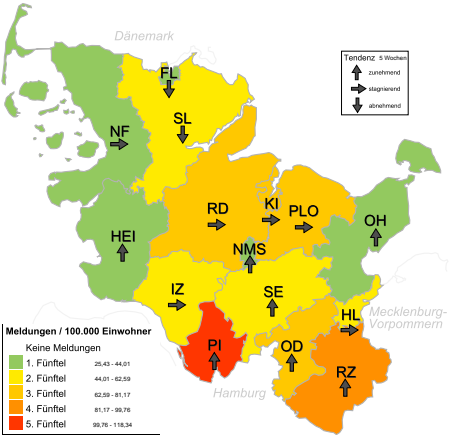 Dänemark
Tendenz 5 Wochen
zunehmend
stagnierend
abnehmend
FL
SL
NF
RD
KI
PLO
OH
HEI
NMS
IZ
SE
HL
Mecklenburg-
Vorpommern
PI
OD
RZ
Hamburg
Meldungen / 100.000 Einwohner
Keine Meldungen
1. Fünftel 25,43 - 44,01
2. Fünftel 44,01 - 62,59
3. Fünftel 62,59 - 81,17
4. Fünftel 81,17 - 99,76
5. Fünftel 99,76 - 118,34